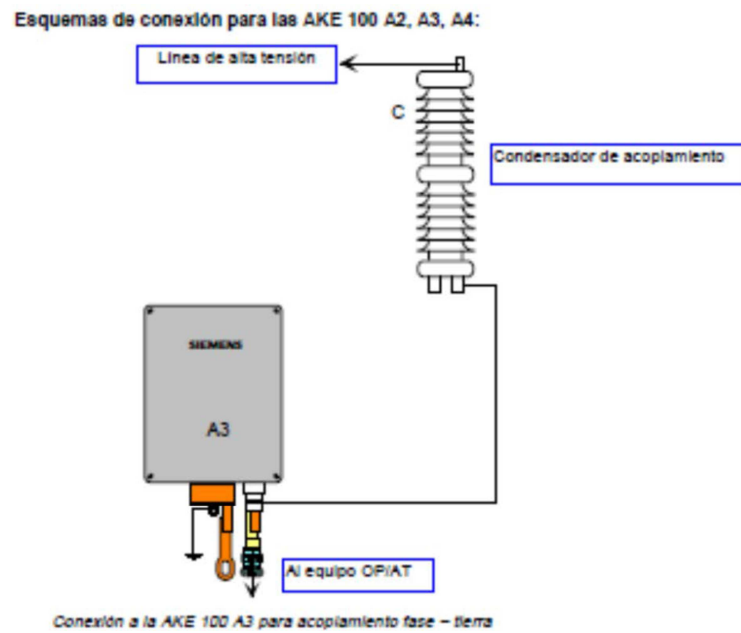 Esquemas de conexión para las AKE 100 A2, A3, A4:
Línea de alta tensión
C
Condensador de acoplamiento
SIEMENS
A3
Al equipo OP/AT
Conexión a la AKE 100 A3 para acoplamiento fase – tierra